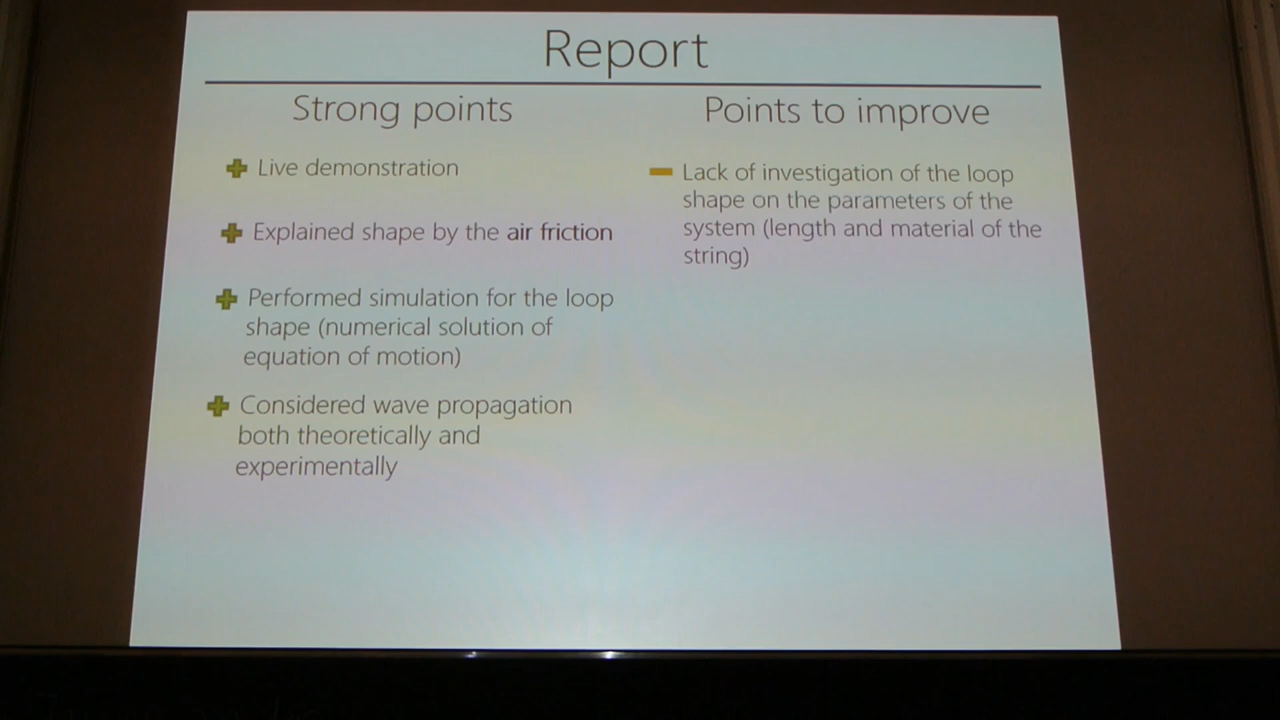 Report
Strong points
Live demonstration
Explained shape by the air friction
Performed simulation for the loop
shape (numerical solution of
equation of motion)
Considered wave propagation
both theoretically and
experimentally
Points to improve
Lack of investigation of the loop
shape on the parameters of the
system (length and material of the
string)